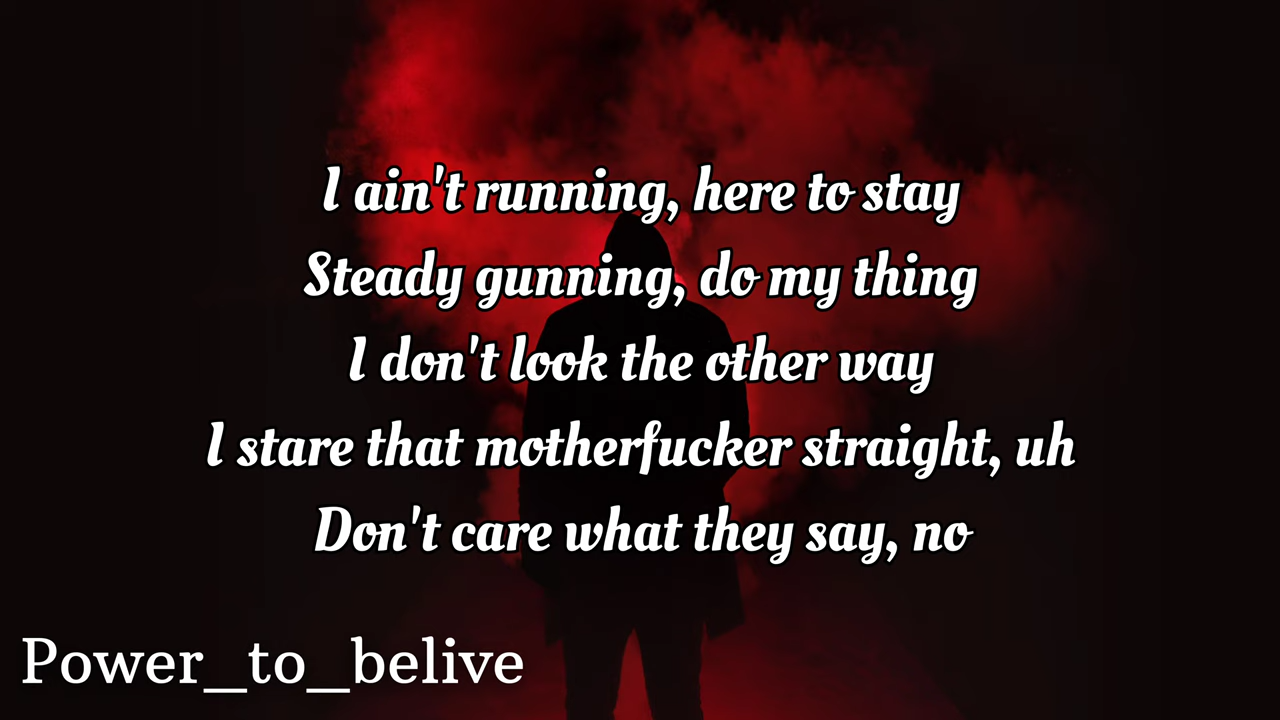 I ain't running, here to stay
Steady gunning, do my thing
I don't look the other way
I stare that motherfucker straight, uh
Don't care what they say, no
Power_to_belive